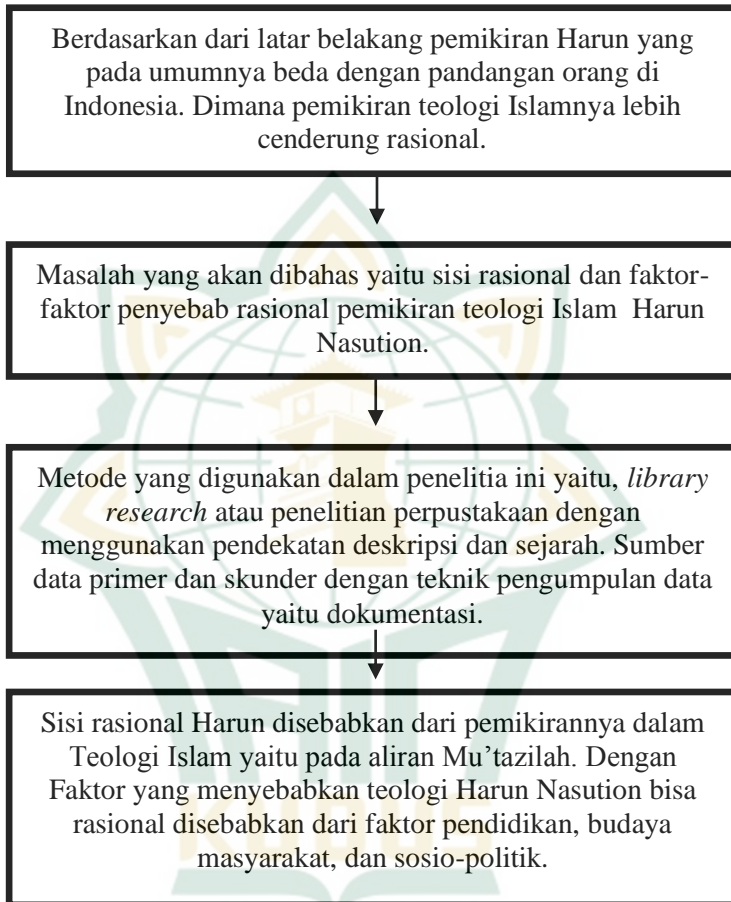 Berdasarkan dari latar belakang pemikiran Harun yang
pada umumnya beda dengan pandangan orang di
Indonesia. Dimana pemikiran teologi Islamnya lebih
cenderung rasional.
Masalah yang akan dibahas yaitu sisi rasional dan faktor-
faktor penyebab rasional pemikiran teologi Islam Harun
Nasution.
Metode yang digunakan dalam penelitia ini yaitu, library
research atau penelitian perpustakaan dengan
menggunakan pendekatan deskripsi dan sejarah. Sumber
data primer dan skunder dengan teknik pengumpulan data
yaitu dokumentasi.
Sisi rasional Harun disebabkan dari pemikirannya dalam
Teologi Islam yaitu pada aliran Mu’tazilah. Dengan
Faktor yang menyebabkan teologi Harun Nasution bisa
rasional disebabkan dari faktor pendidikan, budaya
masyarakat, dan sosio-politik.
KUDUS